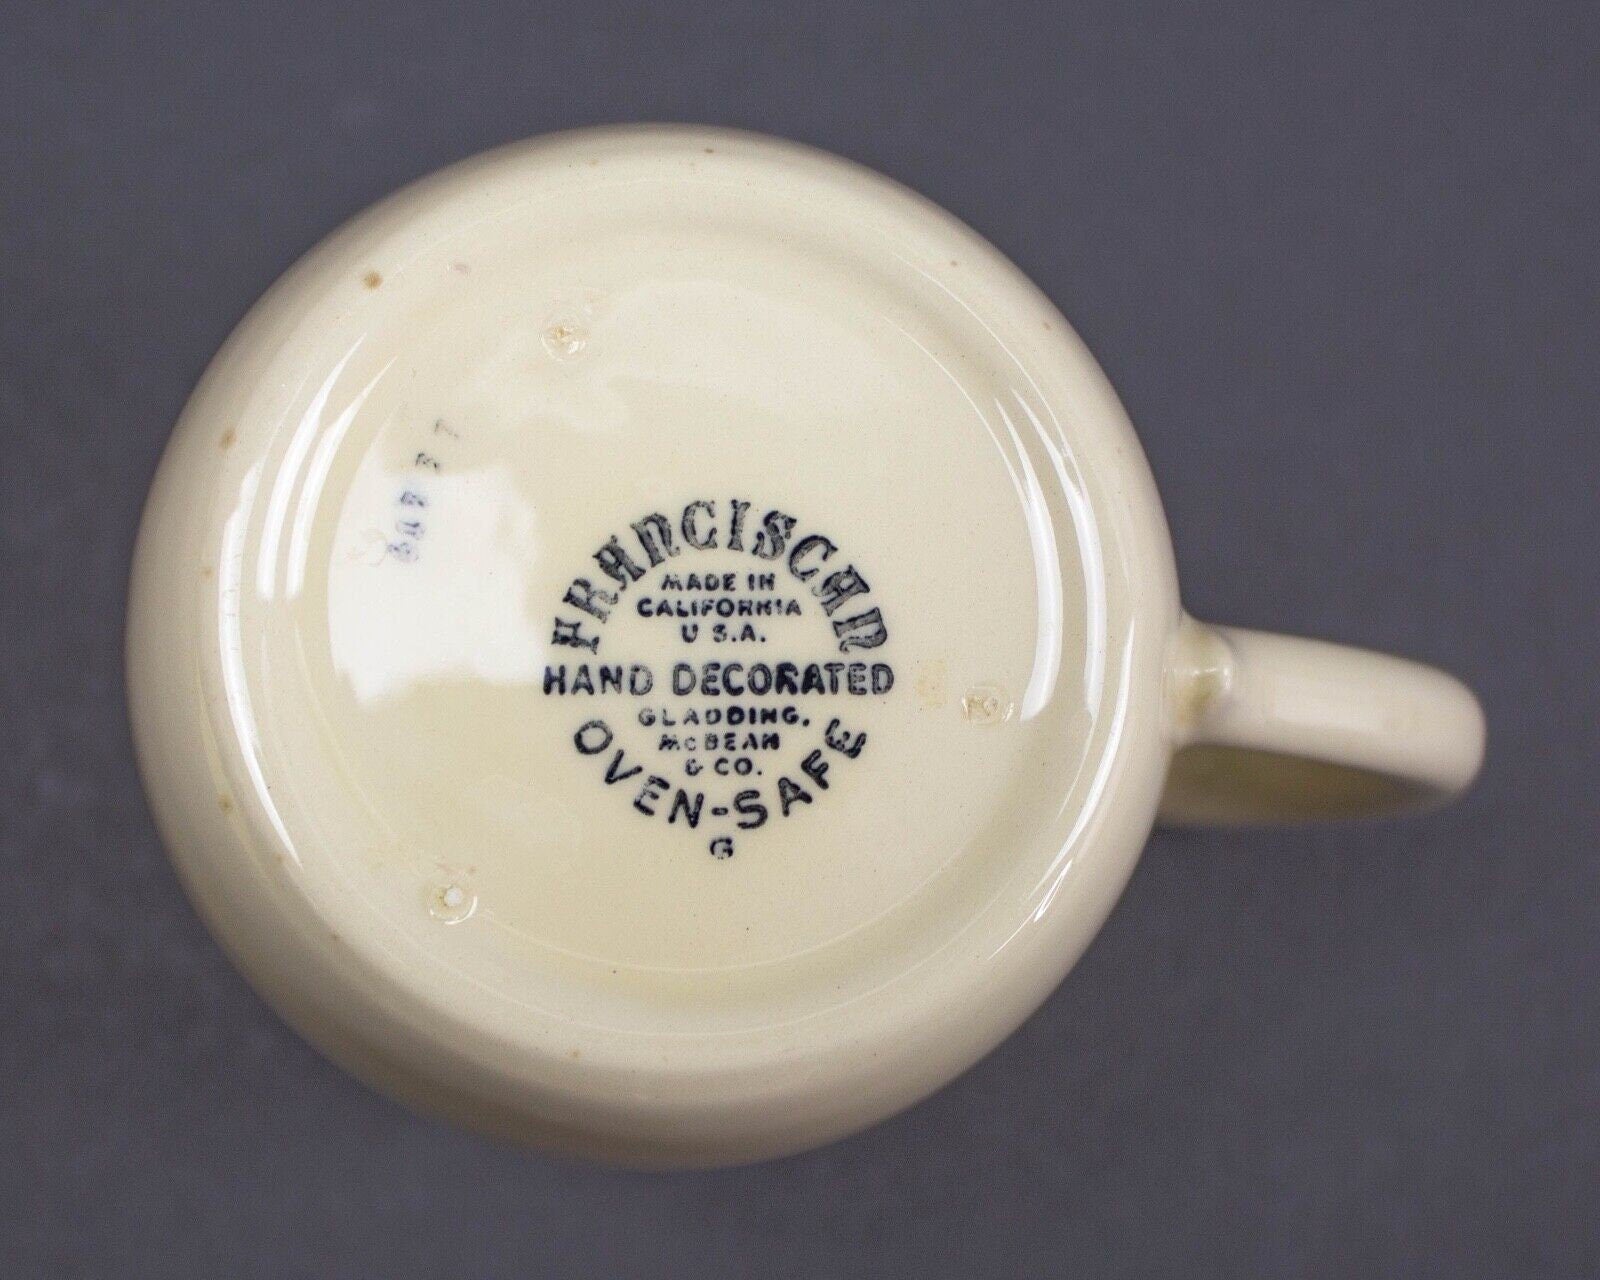 FRANCISCAN
MADE IN
CALIFORNIA
U S.A.
HAND DECORATED
GLADDING,
McBEAN
& CO.
OVEN-SAFE
G